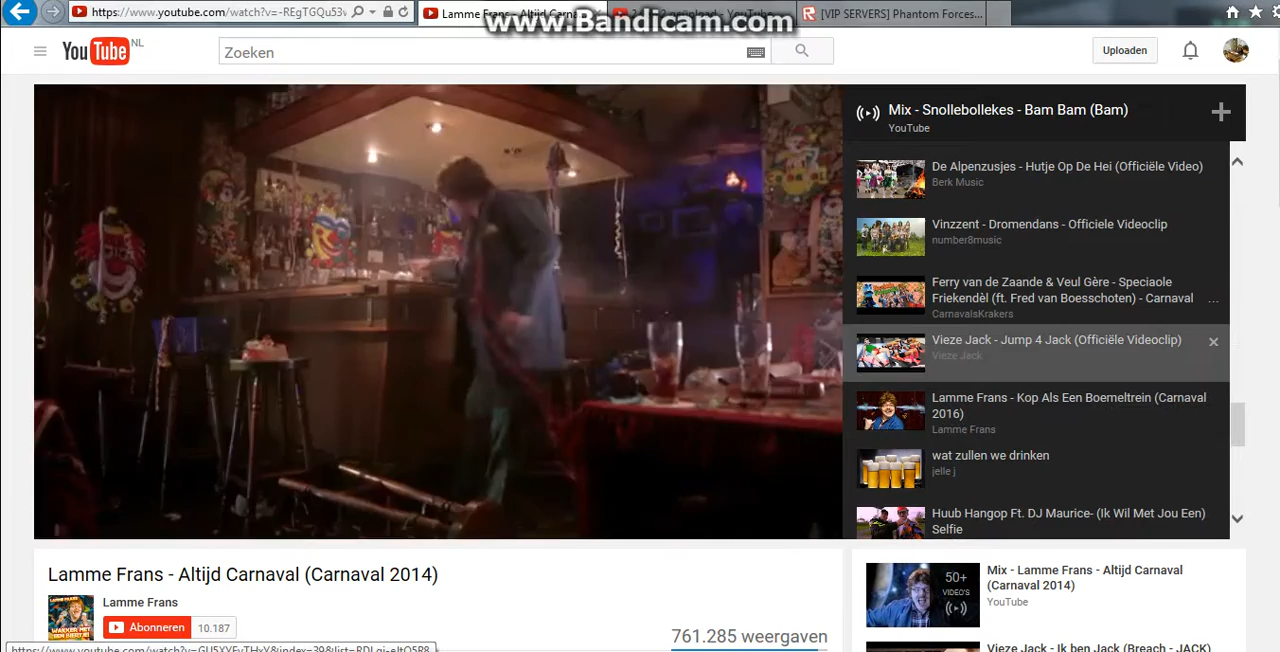 https://www.youtube.com/watch?v=-REgTGQu53v
Lamme Frans - Altijd Carn
www.Bandicam.com
YouTube
[VIP SERVERS] Phantom Forces...
YouTube NL
Zoeken
Uploaden
Mix - Snollebollekes - Bam Bam (Bam)
YouTube
De Alpenzusjes - Hutje Op De Hei (Officiële Video)
Berk Music
Vinzzent - Dromendans - Officiele Videoclip
number8music
Ferry van de Zaande & Veul Gère - Speciaole
Friekendèl (ft. Fred van Boesschoten) - Carnaval ...
CarnavalsKrakers
Vieze Jack - Jump 4 Jack (Officiële Videoclip)
Vieze Jack
Lamme Frans - Kop Als Een Boemeltrein (Carnaval
2016)
Lamme Frans
wat zullen we drinken
jelle j
Huub Hangop Ft. DJ Maurice- (Ik Wil Met Jou Een)
Selfie
Lamme Frans - Altijd Carnaval (Carnaval 2014)
Lamme Frans
Abonneren 10.187
761.285 weergaven
50+
VIDEO'S
Mix - Lamme Frans - Altijd Carnaval
(Carnaval 2014)
YouTube
Vieze Jack - Ik ben Jack (Breach - JACK)